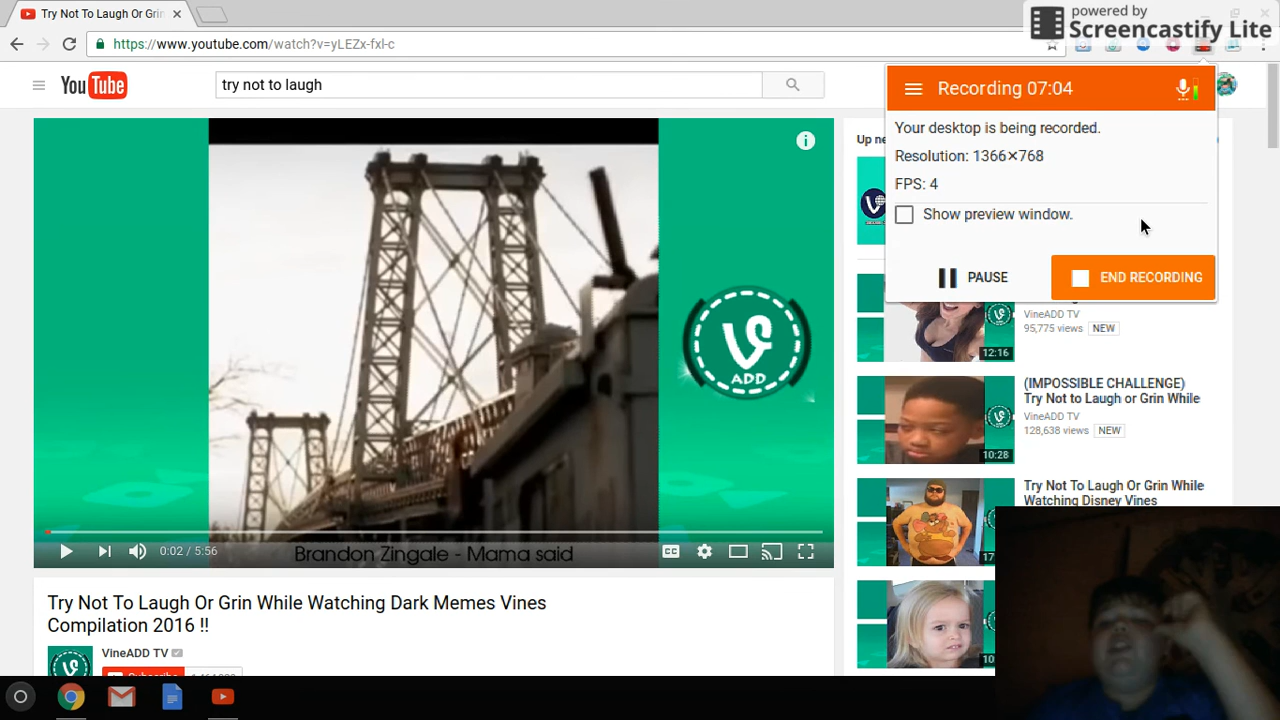 Try Not To Laugh Or Grin
powered by
Screencastify Lite
https://www.youtube.com/watch?v=yLEZx-fxl-c
YouTube
try not to laugh
Recording 07:04
Your desktop is being recorded.
Resolution: 1366×768
FPS: 4
Show preview window.
PAUSE
END RECORDING
Up ne
ADD
Brandon Zingale - Mama said
0:02 / 5:56
CC
VineADD TV
95,775 views NEW
12:16
(IMPOSSIBLE CHALLENGE)
Try Not to Laugh or Grin While
VineADD TV
128,638 views NEW
10:28
Try Not To Laugh Or Grin While
Watching Disney Vines
17
10
Try Not To Laugh Or Grin While Watching Dark Memes Vines
Compilation 2016 !!
VineADD TV
Subscribe